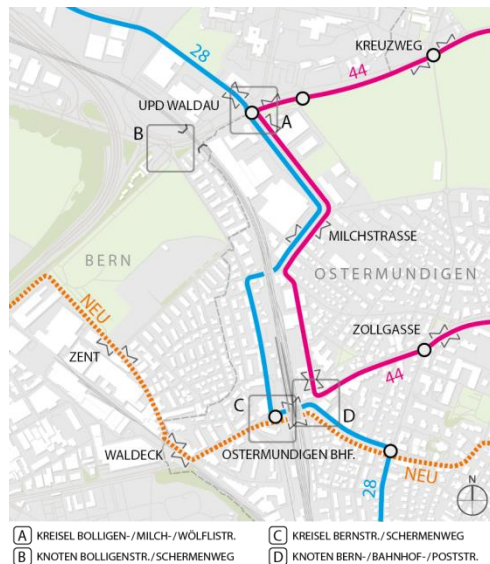 KREUZWEG
28
44
UPD WALDAU
A
B
MILCHSTRASSE
BERN
OSTERMUNDIGEN
NEU
ZOLLGASSE
ZENT
44
C
D
WALDECK
OSTERMUNDIGEN BHF.
NEU
28
N
A KREISEL BOLLIGEN-/MILCH-/WÖLFLISTR.
C KREISEL BERNSTR./SCHERMENWEG
B KNOTEN BOLLIGENSTR./SCHERMENWEG
D KNOTEN BERN-/BAHNHOF-/POSTSTR.